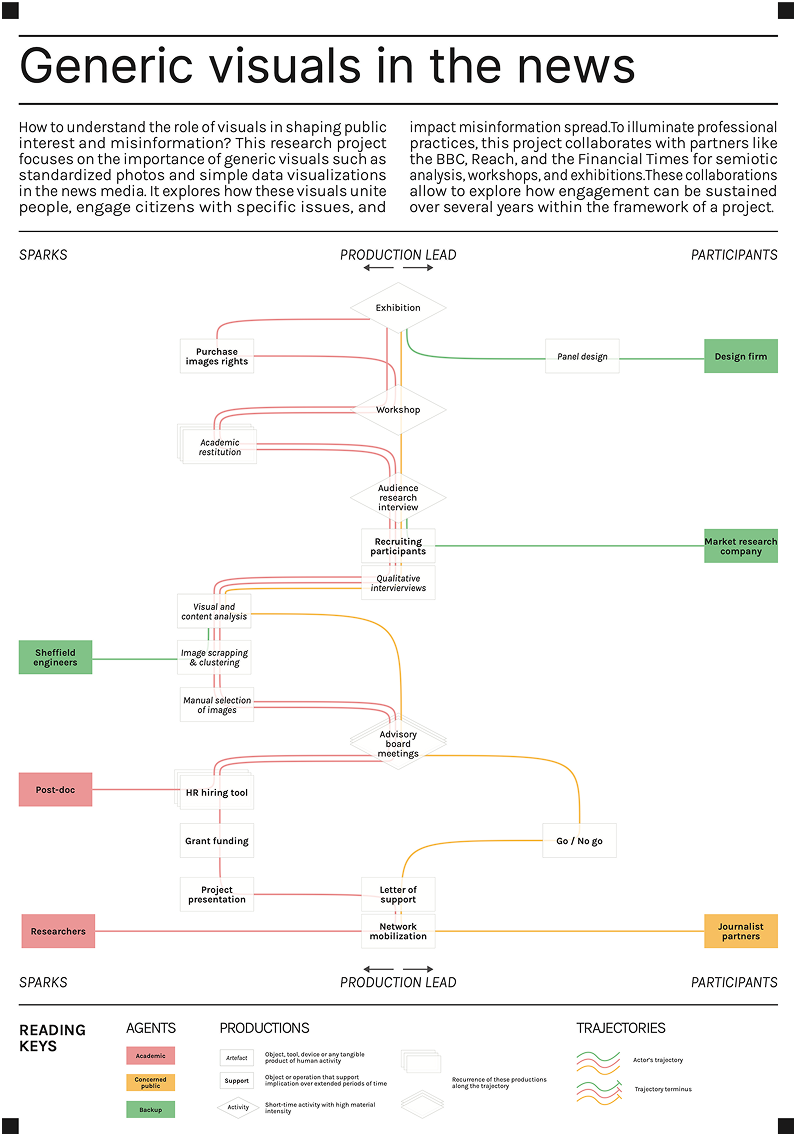 Generic visuals in the news
How to understand the role of visuals in shaping public
interest and misinformation? This research project
focuses on the importance of generic visuals such as
standardized photos and simple data visualizations
in the news media. It explores how these visuals unite
people, engage citizens with specific issues, and
impact misinformation spread.To illuminate professional
practices, this project collaborates with partners like
the BBC, Reach, and the Financial Times for semiotic
analysis, workshops, and exhibitions.These collaborations
allow to explore how engagement can be sustained
over several years within the framework of a project.
SPARKS
PRODUCTION LEAD
PARTICIPANTS
Exhibition
Purchase
images rights
Panel design
Design firm
Workshop
Academic
restitution
Audience
research
interview
Recruiting
participants
Market research
company
Qualitative
intervierviews
Visual and
content analysis
Sheffield
engineers
Image scrapping
& clustering
Manual selection
of images
Advisory
board
meetings
Post-doc
HR hiring tool
Grant funding
Go / No go
Project
presentation
Letter of
support
Researchers
Network
mobilization
Journalist
partners
SPARKS
PRODUCTION LEAD
PARTICIPANTS
READING
KEYS
AGENTS
Academic
Concerned
public
Backup
PRODUCTIONS
Artefact
Object, tool, device or any tangible
product of human activity
Support
Object or operation that support
implication over extended periods of time
Activity
Short-time activity with high material
intensity
Recurrence of these productions
along the trajectory
TRAJECTORIES
Actor's trajectory
Trajectory terminus